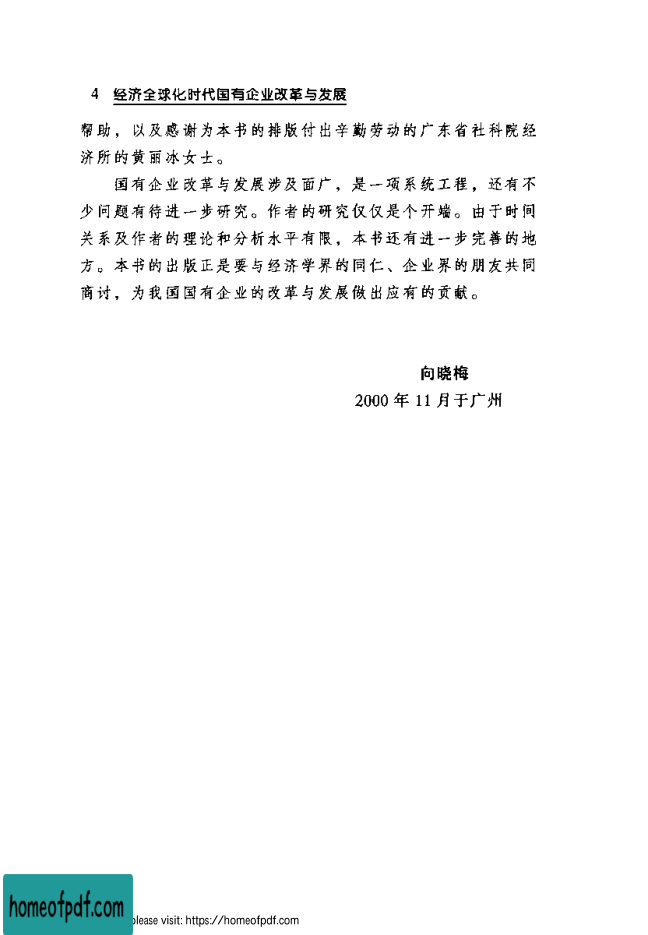 4 经济全球化时代国有企业改革与发展
帮助，以及感谢为本书的排版付出辛勤劳动的广东省社科院经
济所的黄丽冰女士。
国有企业改革与发展涉及面广，是一项系统工程，还有不
少问题有待进一步研究。作者的研究仅仅是个开端。由于时间
关系及作者的理论和分析水平有限，本书还有进一步完善的地
方。本书的出版正是要与经济学界的同仁、企业界的朋友共同
商讨，为我国国有企业的改革与发展做出应有的贡献。
向晓梅
2000 年 11 月于广州
homeofpdf.com
please visit: https://homeofpdf.com